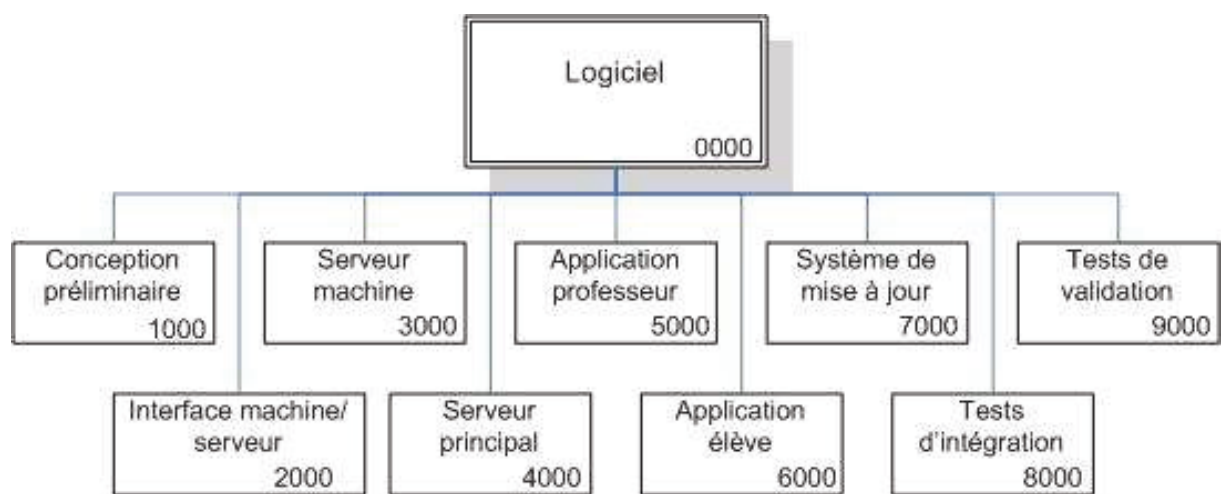 Logiciel
0000
Conception
préliminaire
1000
Serveur
machine
3000
Application
professeur
5000
Système de
mise à jour
7000
Tests de
validation
9000
Interface machine/
serveur
2000
Serveur
principal
4000
Application
élève
6000
Tests
d'intégration
8000